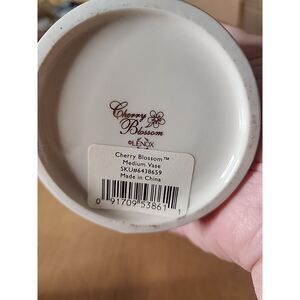 Cherry
Blossom
©LENOX
Cherry Blossom™
Medium Vase
SKU#6438659
Made in China
0 91709 53861 1